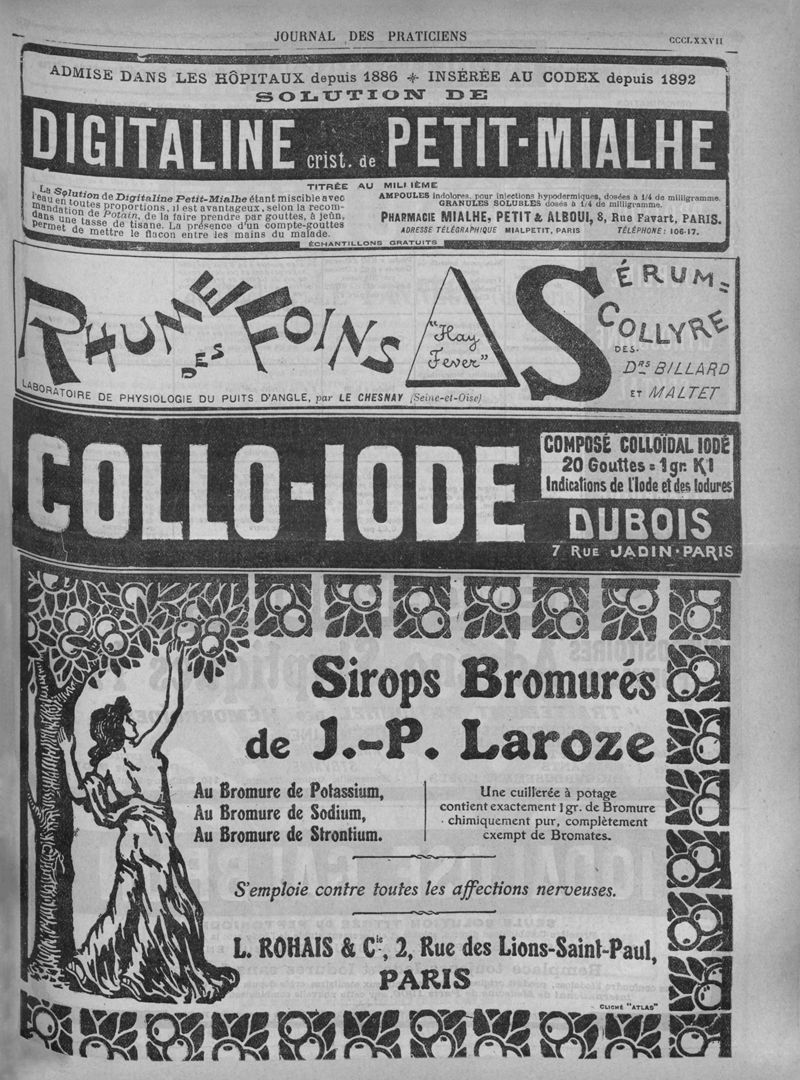 JOURNAL DES PRATICIENS
CCCLXXVII
ADMISE DANS LES HÔPITAUX depuis 1886 ✢ INSÉRÉE AU CODEX depuis 1892
SOLUTION DE
DIGITALINE crist. de PETIT-MIALHE
TITRÉE AU MILLIÈME
La Solution de Digitaline Petit-Mialhe étant miscible avec
l'eau en toutes proportions, il est avantageux, selon la recom-
mandation de Potain, de la faire prendre par gouttes, à jeûn,
dans une tasse de tisane. La présence d'un compte-gouttes
permet de mettre le flacon entre les mains du malade.
AMPOULES indolores, pour injections hypodermiques, dosées à 1/4 de milligramme.
GRANULES SOLUBLES dosés à 1/4 de milligramme.
PHARMACIE MIALHE, PETIT & ALBOUI, 8, Rue Favart, PARIS.
ADRESSE TÉLÉGRAPHIQUE MIALPETIT, PARIS TÉLÉPHONE: 106-17.
ÉCHANTILLONS GRATUITS
RHUME DES FOINS
"Hay
Fever"
SÉRUM=
COLLYRE
DES
DRS BILLARD
ET MALTET
LABORATOIRE DE PHYSIOLOGIE DU PUITS D'ANGLE, par LE CHESNAY (Seine-et-Oise)
COLLO-IODE
COMPOSÉ COLLOÏDAL IODÉ
20 Gouttes = 1 gr. KI
Indications de l'Iode et des Iodures
DUBOIS
7 RUE JADIN·PARIS
Sirops Bromurés
de J.-P. Laroze
Au Bromure de Potassium,
Au Bromure de Sodium,
Au Bromure de Strontium.
Une cuillerée à potage
contient exactement 1 gr. de Bromure
chimiquement pur, complètement
exempt de Bromates.
S'emploie contre toutes les affections nerveuses.
L. ROHAIS & Cie, 2, Rue des Lions-Saint-Paul,
PARIS
CLICHÉ "ATLAS"